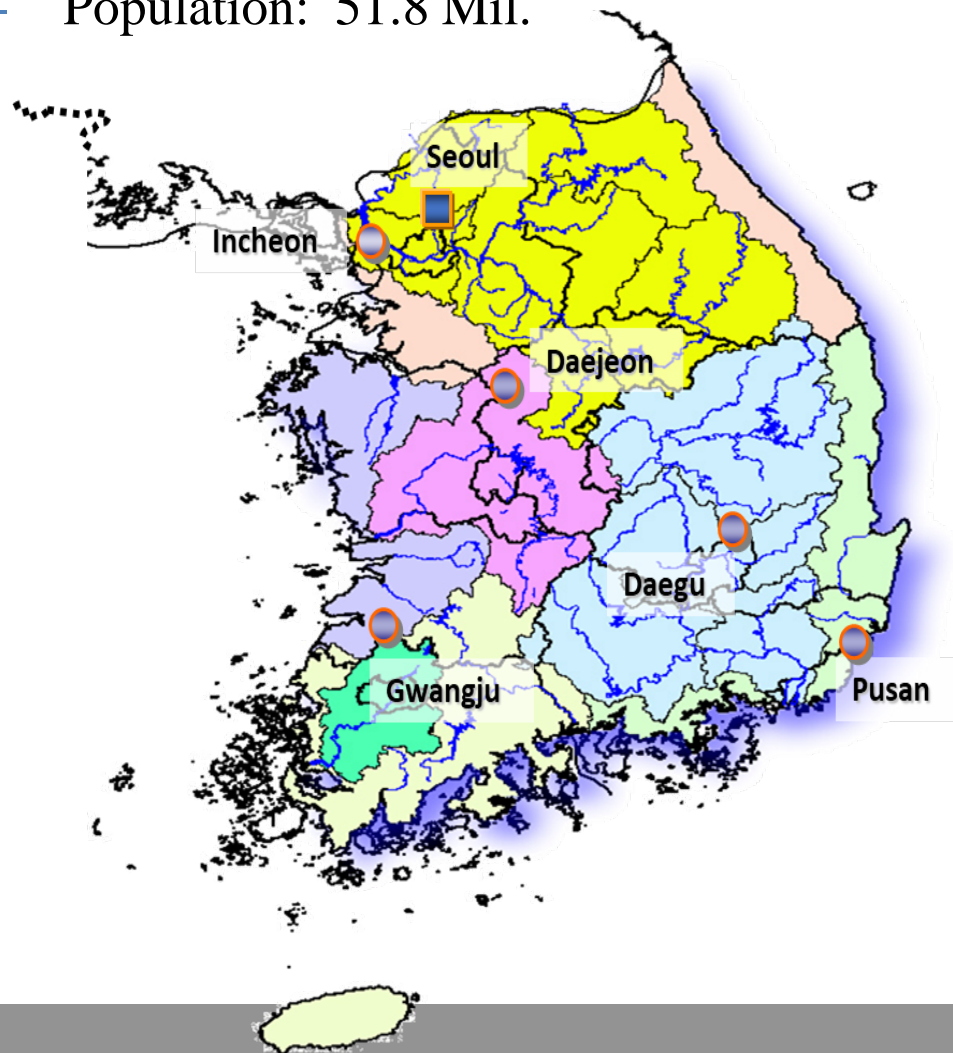 Population: 51.8 Mil.
Seoul
Incheon
Daejeon
Daegu
Gwangju
Pusan